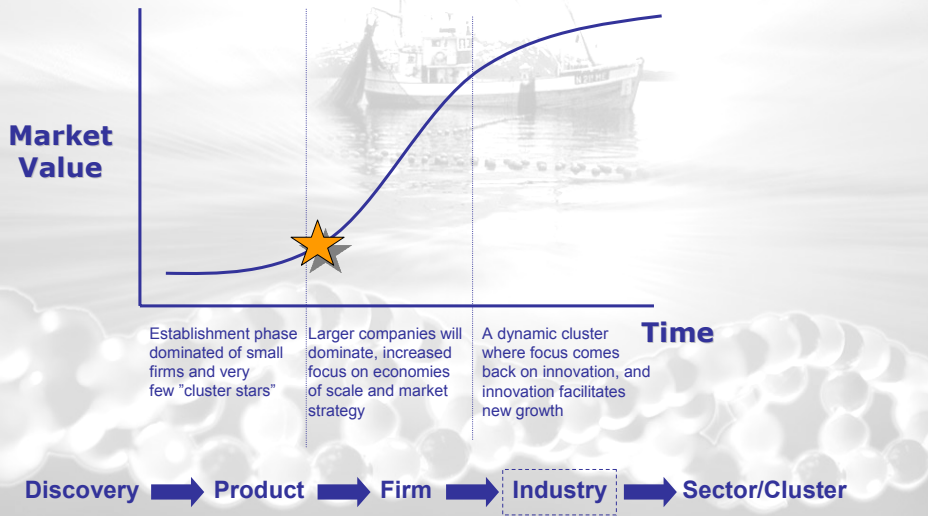 Market
Value
Time
Establishment phase
dominated of small
firms and very
few ”cluster stars”
Larger companies will
dominate, increased
focus on economies
of scale and market
strategy
A dynamic cluster
where focus comes
back on innovation, and
innovation facilitates
new growth
Discovery Product Firm Industry Sector/Cluster